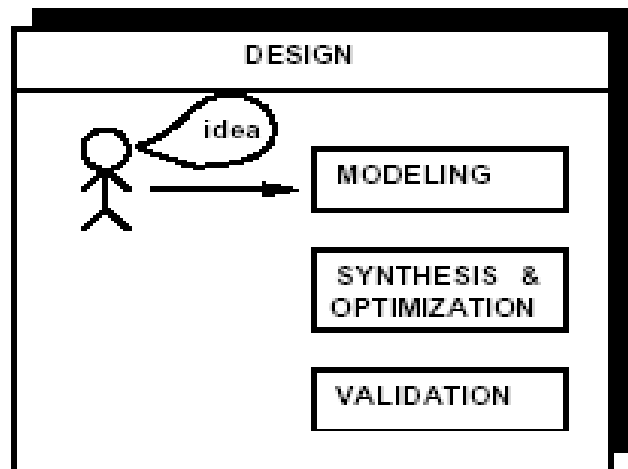 DESIGN
idea
MODELING
SYNTHESIS &
OPTIMIZATION
VALIDATION